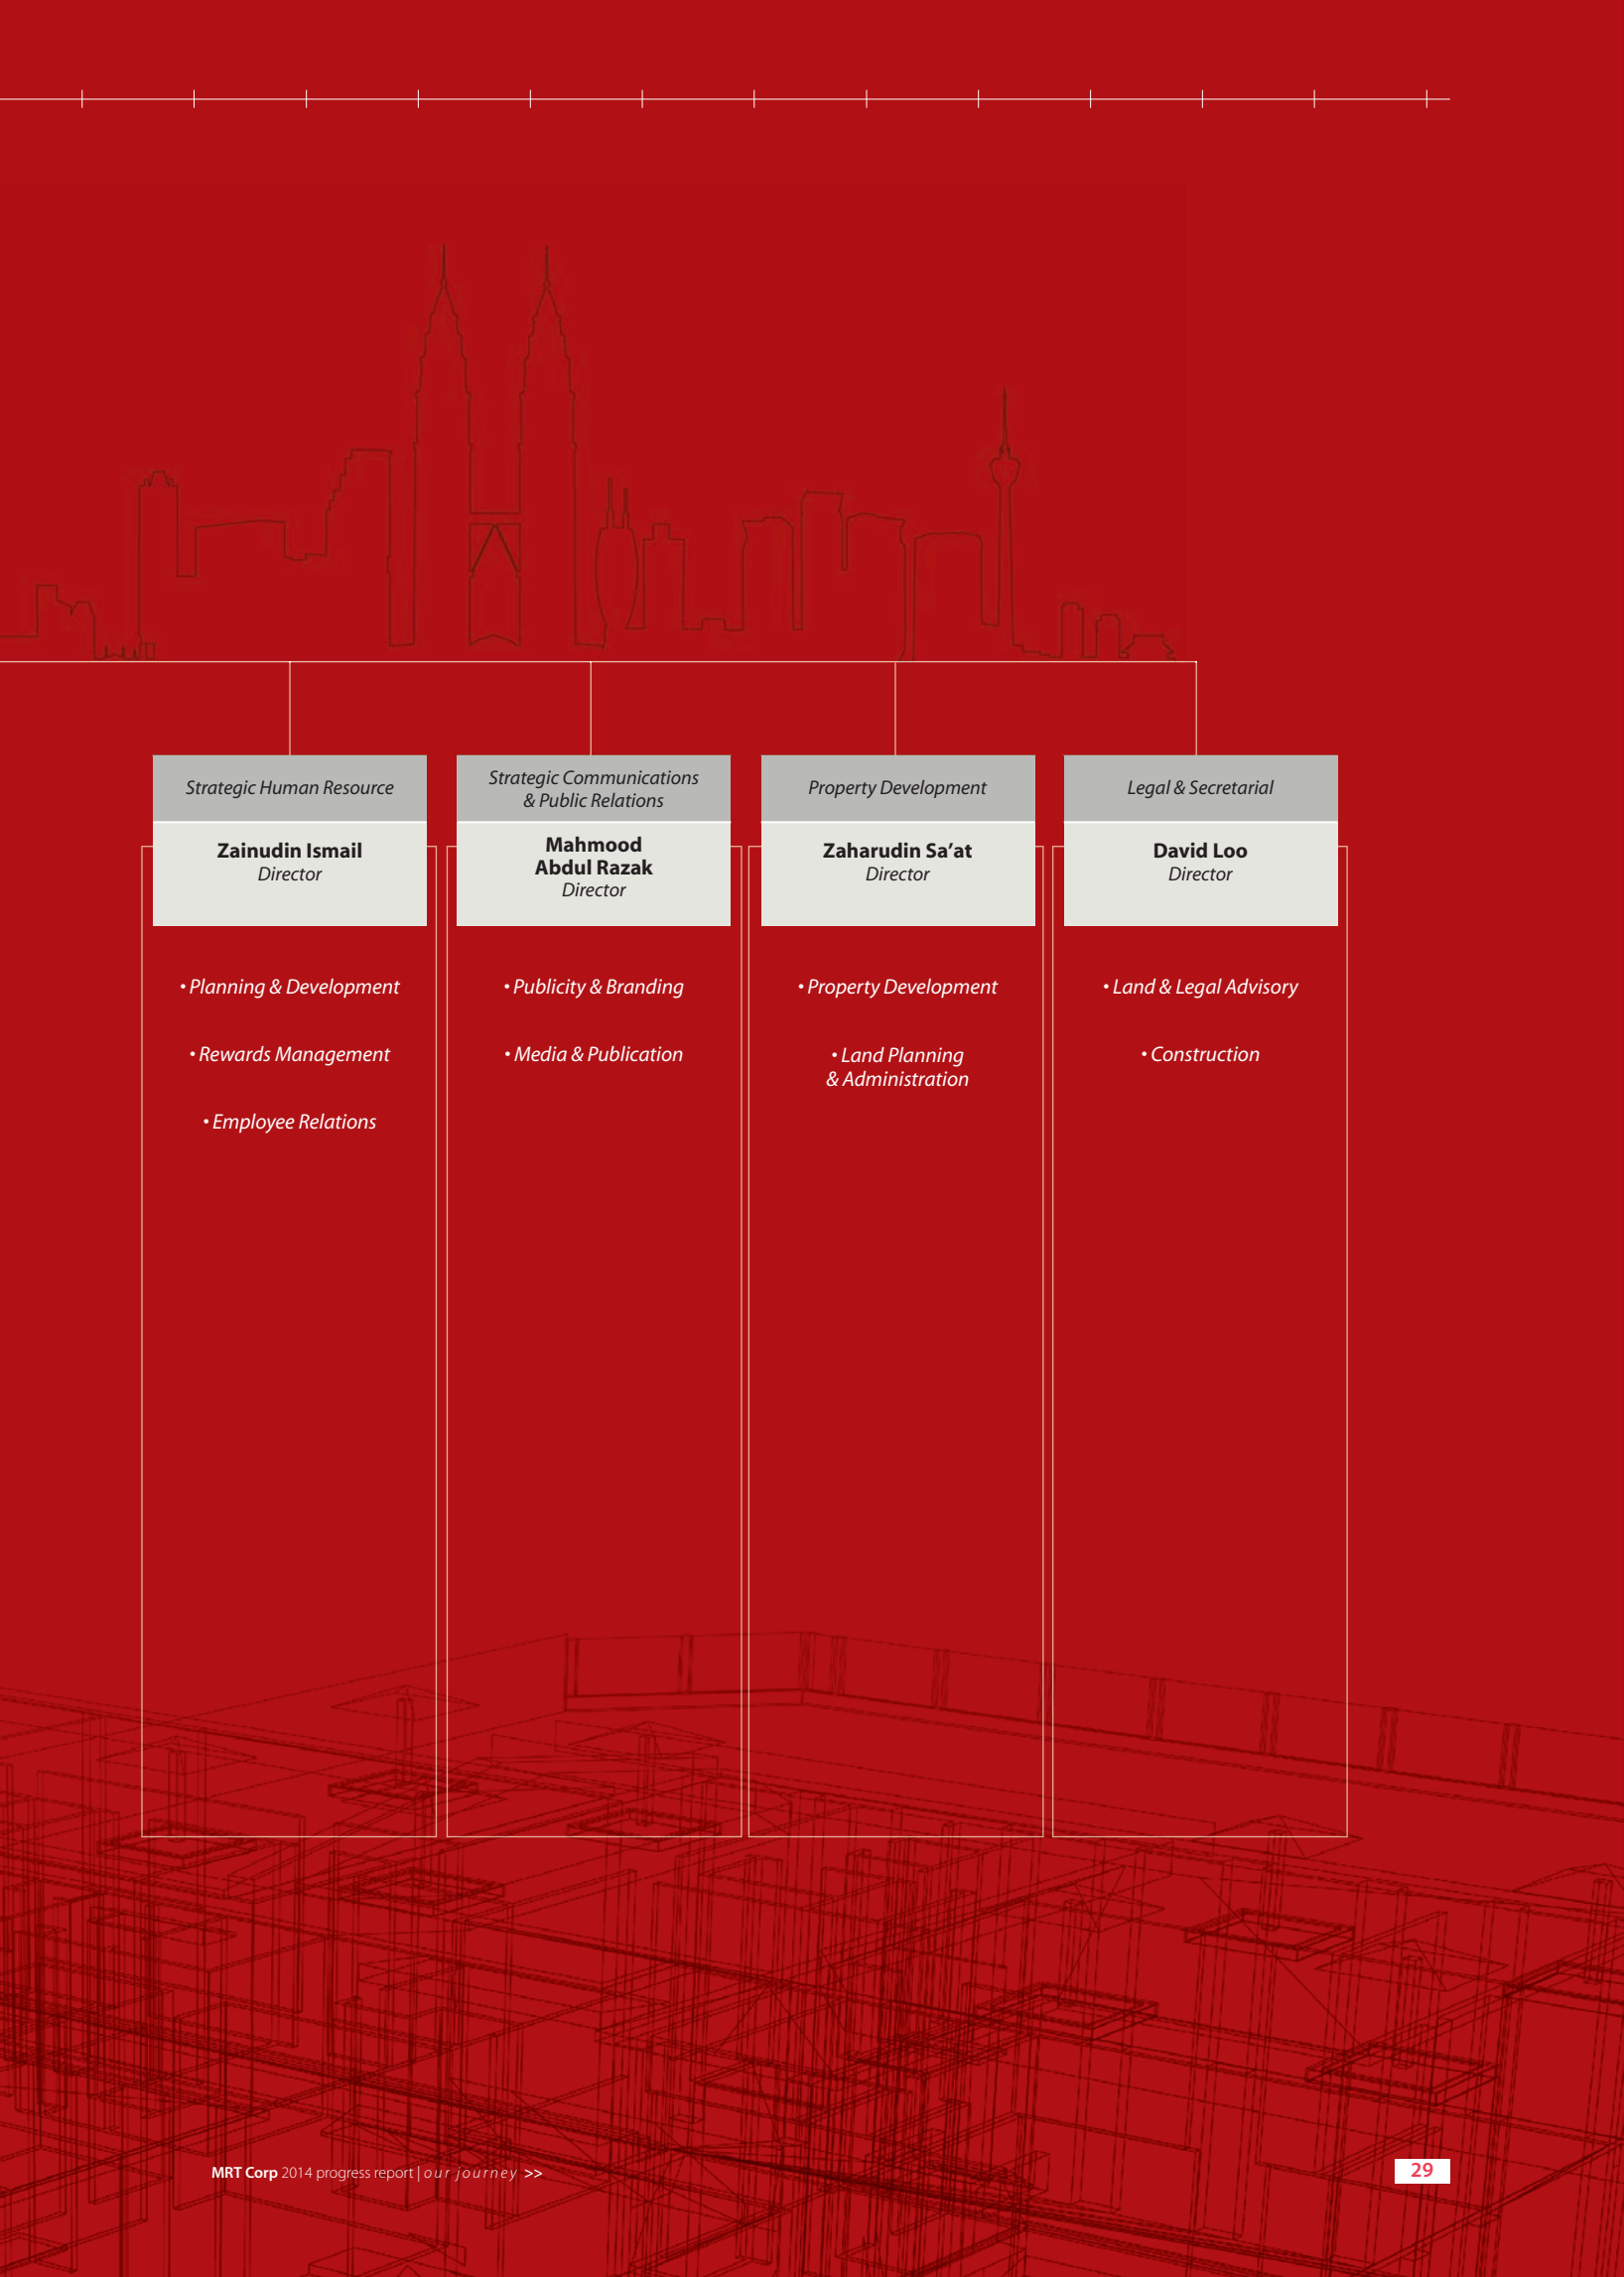 Strategic Human Resource
Zainudin Ismail
Director
• Planning & Development
• Rewards Management
• Employee Relations
Strategic Communications
& Public Relations
Mahmood
Abdul Razak
Director
• Publicity & Branding
• Media & Publication
Property Development
Zaharudin Sa’at
Director
• Property Development
• Land Planning
& Administration
Legal & Secretarial
David Loo
Director
• Land & Legal Advisory
• Construction
MRT Corp 2014 progress report | our journey >>
29